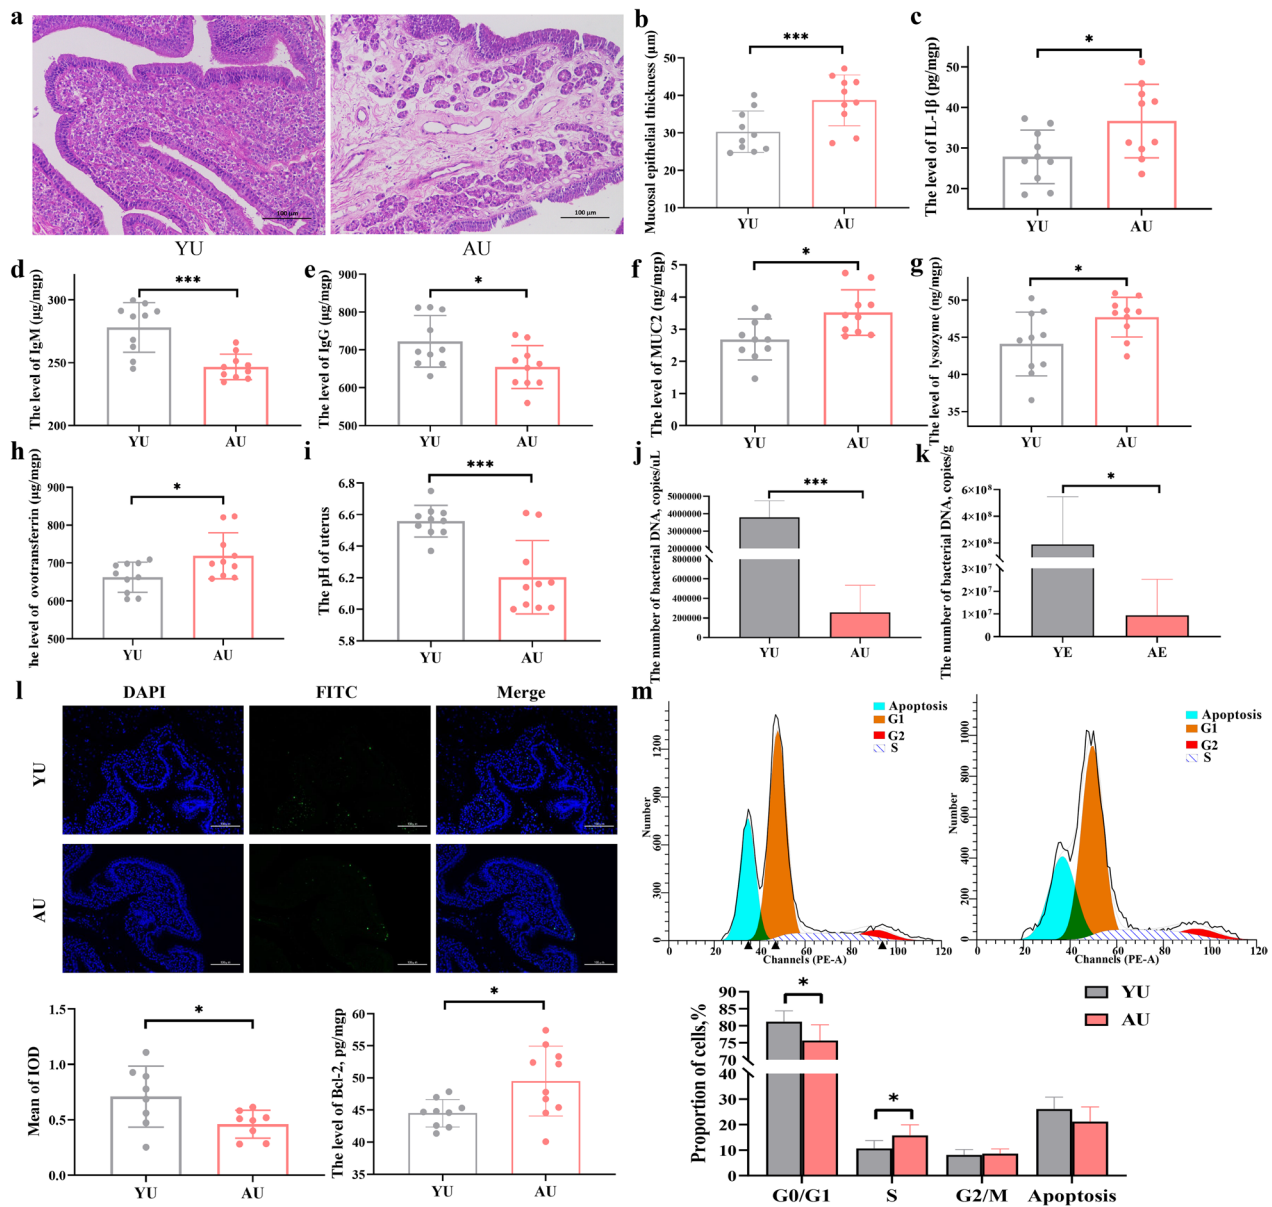 a
100 μm
100 μm
YU
AU
b
Mucosal epithelial thickness (μm)
50
40
30
20
10
***
YU
AU
c
The level of IL-1β (pg/mgp)
50
40
30
20
*
YU
AU
d
The level of IgM (μg/mgp)
300
250
200
***
YU
AU
e
The level of IgG (μg/mgp)
900
800
700
600
500
*
YU
AU
f
The level of MUC2 (ng/mgp)
5
4
3
2
1
0
*
YU
AU
g
The level of lysozyme (ng/mgp)
50
45
40
35
*
YU
AU
h
he level of ovotransferrin (μg/mgp)
900
800
700
600
500
*
YU
AU
i
The pH of uterus
6.8
6.6
6.4
6.2
6.0
5.8
***
YU
AU
j
The number of bacterial DNA, copies/uL
5000000
4000000
3000000
2000000
800000
600000
400000
200000
0
***
YU
AU
k
The number of bacterial DNA, copies/g
6×10⁸
4×10⁸
2×10⁸
3×10⁷
2×10⁷
1×10⁷
0
*
YE
AE
l
DAPI
FITC
Merge
YU
AU
Mean of IOD
1.5
1.0
0.5
0.0
*
YU
AU
The level of Bcl-2, pg/mgp
60
55
50
45
40
35
*
YU
AU
m
Number
1200
900
600
300
0
Apoptosis
G1
G2
S
20
40
60
80
100
120
Channels (PE-A)
Number
1000
800
600
400
200
0
Apoptosis
G1
G2
S
20
40
60
80
100
120
Channels (PE-A)
Proportion of cells,%
90
85
80
75
70
40
30
20
10
0
*
*
YU
AU
G0/G1
S
G2/M
Apoptosis